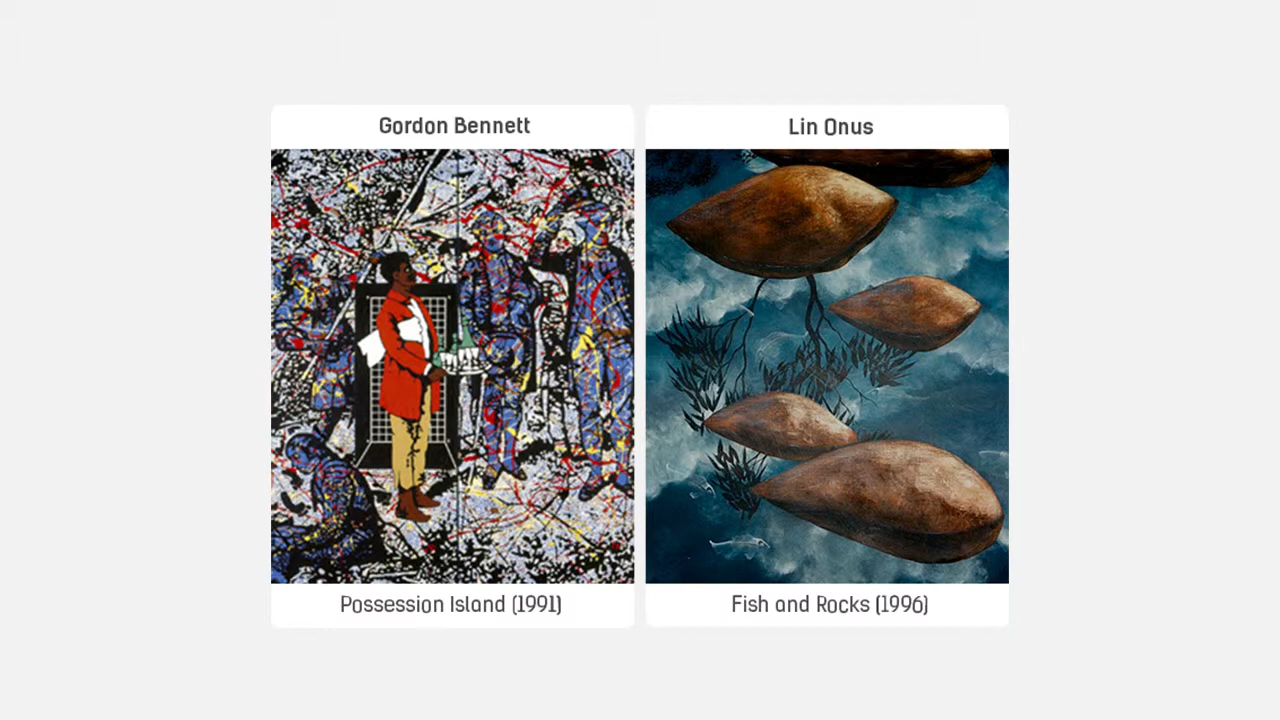 Gordon Bennett
Lin Onus
Possession Island (1991)
Fish and Rocks (1996)